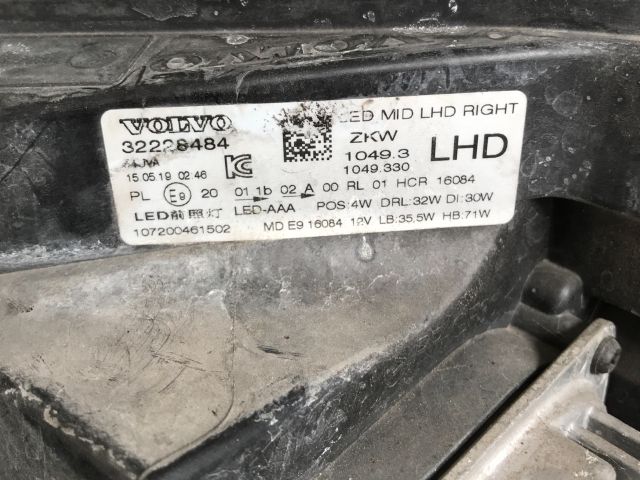 VOLVO
32228484
15.05.19 02:46
LED MID LHD RIGHT
ZKW
1049.3
1049.330
LHD
PL E9 20 01 1b 02 A 00 RL 01 HCR 16084
LED前照灯 LED-AAA POS:4W DRL:32W DI:30W
107200461502 MD E9 16084 12V LB:35,5W HB:71W